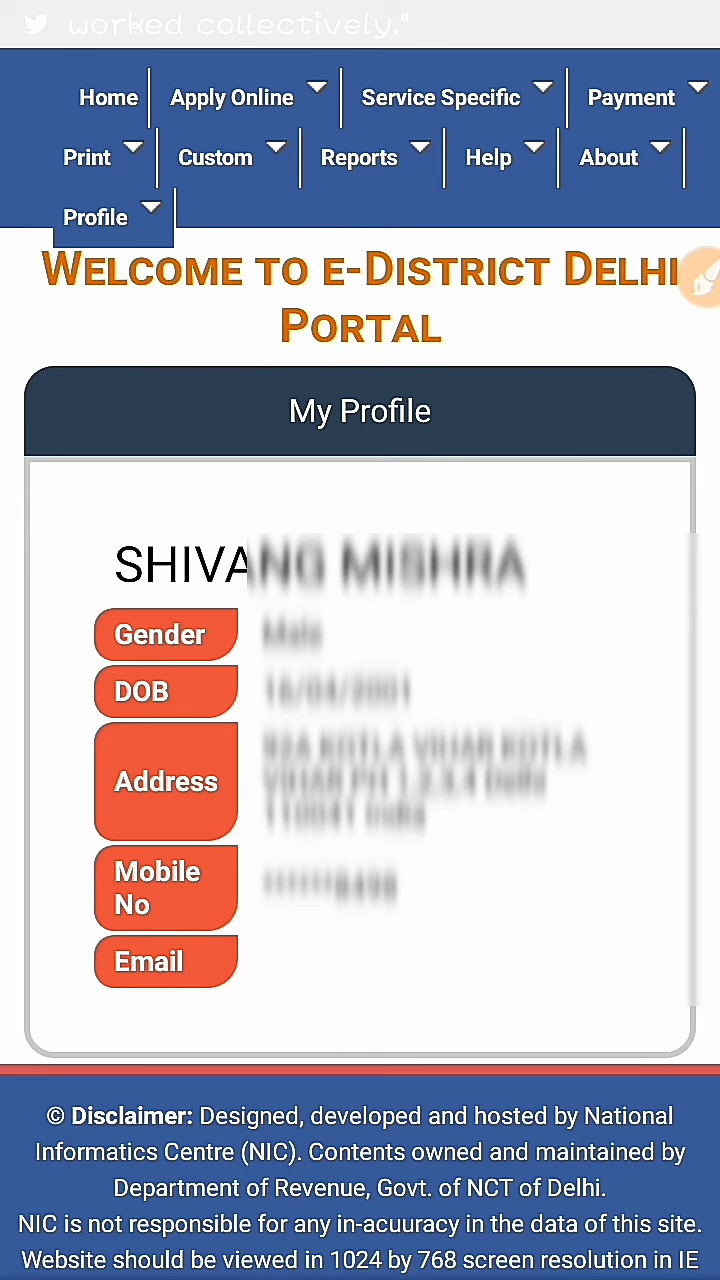 worked collectively."
Home Apply Online Service Specific Payment
Print Custom Reports Help About
Profile
WELCOME TO E-DISTRICT DELHI
PORTAL
My Profile
SHIVA
Gender
DOB
Address
Mobile
No
Email
© Disclaimer: Designed, developed and hosted by National
Informatics Centre (NIC). Contents owned and maintained by
Department of Revenue, Govt. of NCT of Delhi.
NIC is not responsible for any in-acuuracy in the data of this site.
Website should be viewed in 1024 by 768 screen resolution in IE